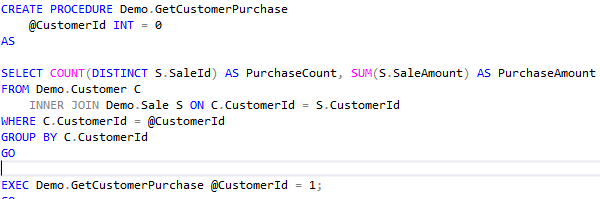 CREATE PROCEDURE Demo.GetCustomerPurchase
    @CustomerId INT = 0
AS
SELECT COUNT(DISTINCT S.SaleId) AS PurchaseCount, SUM(S.SaleAmount) AS PurchaseAmount
FROM Demo.Customer C
    INNER JOIN Demo.Sale S ON C.CustomerId = S.CustomerId
WHERE C.CustomerId = @CustomerId
GROUP BY C.CustomerId
GO
EXEC Demo.GetCustomerPurchase @CustomerId = 1;